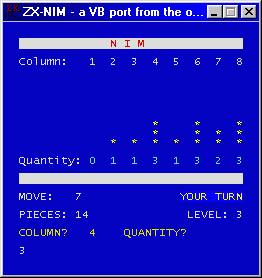 ZX-NIM - a VB port from the o...
N I M
Column: 1 2 3 4 5 6 7 8
* * *
* * * *
* * * * * * *
Quantity: 0 1 1 3 1 3 2 3
MOVE: 7 YOUR TURN
PIECES: 14 LEVEL: 3
COLUMN? 4 QUANTITY?
3